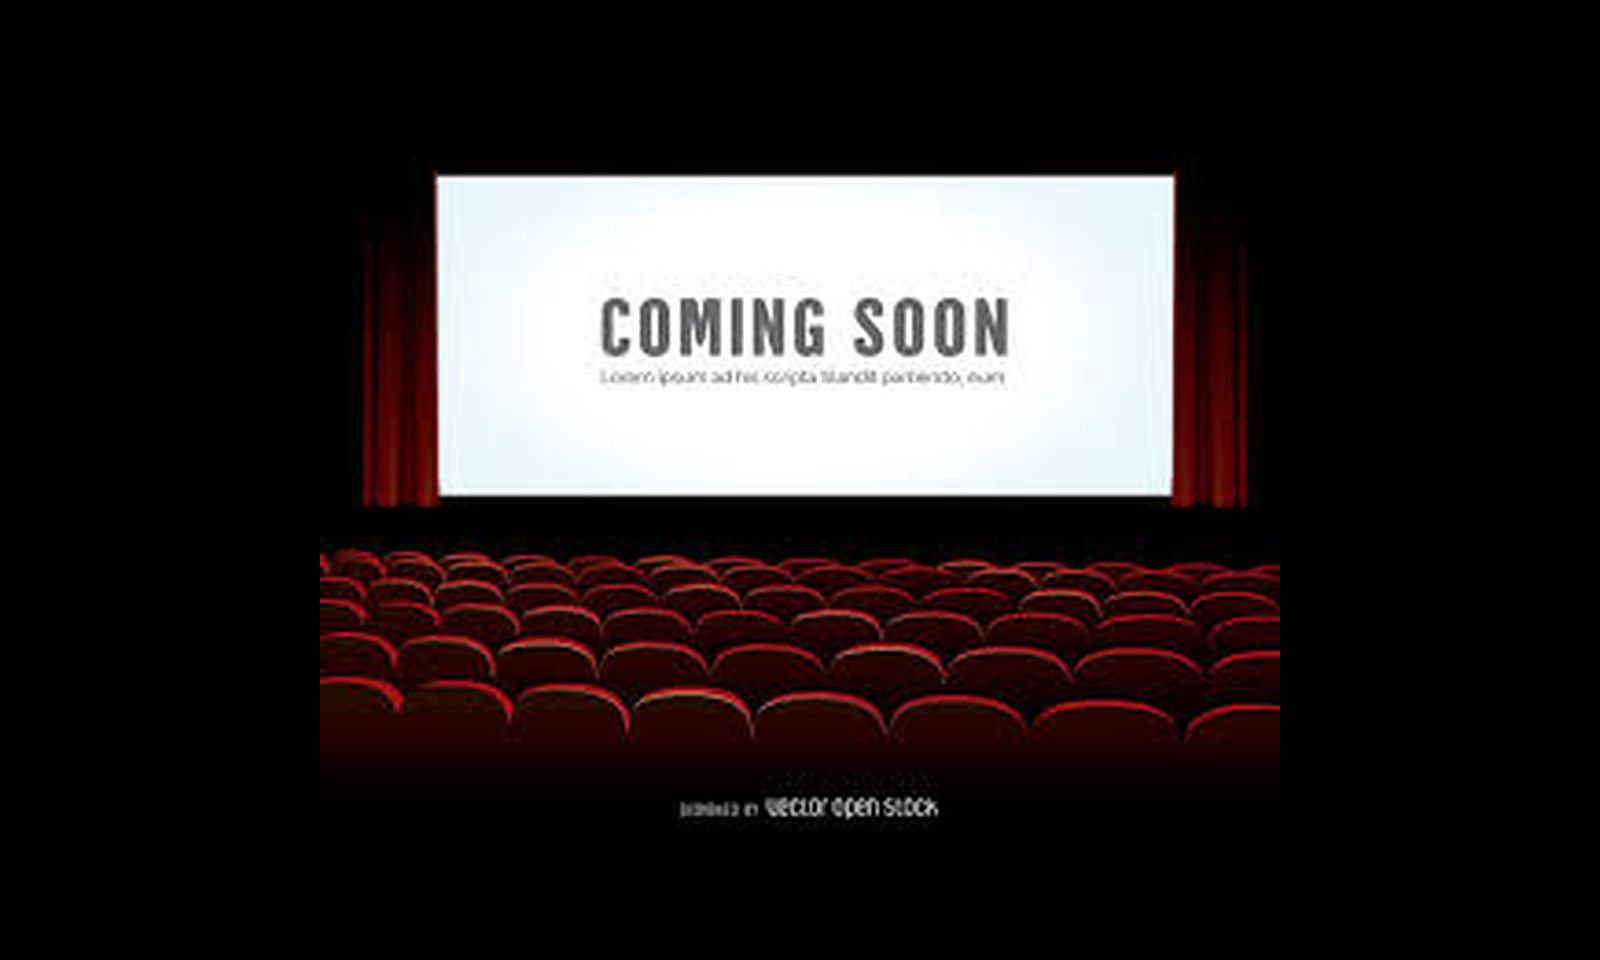 COMING SOON
Lorem ipsum ad his scripta blandit partiendo, eum
DESIGNED BY vector open stock